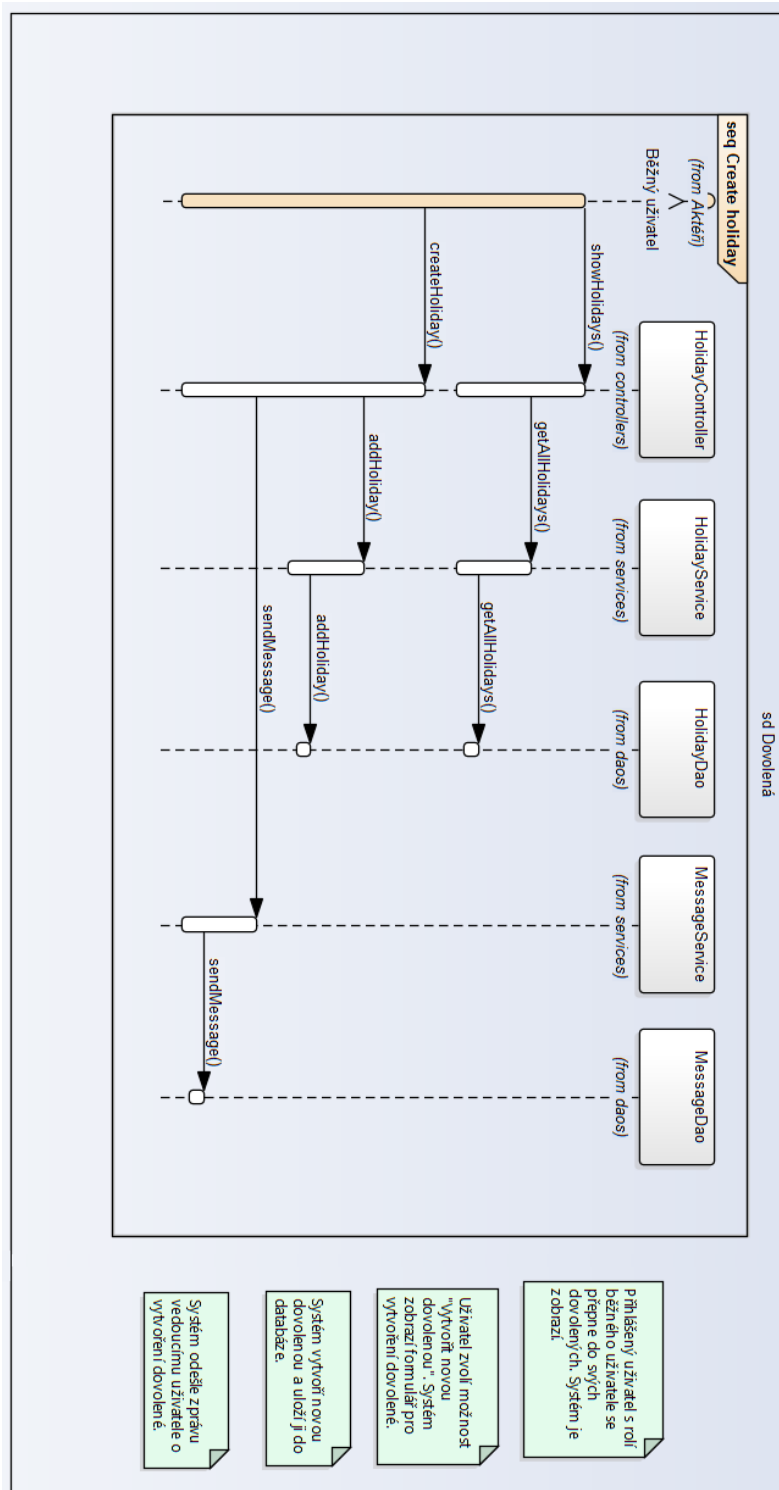 sd Dovolená
seq Create holiday
(from Aktéři)
Běžný uživatel
HolidayController
(from controllers)
HolidayService
(from services)
HolidayDao
(from daos)
MessageService
(from services)
MessageDao
(from daos)
showHolidays()
getAllHolidays()
getAllHolidays()
createHoliday()
addHoliday()
addHoliday()
sendMessage()
sendMessage()
Přihlášený uživatel s rolí
běžného uživatele se
přepne do svých
dovolených. Systém je
zobrazí.
Uživatel zvolí možnost
"Vytvořit novou
dovolenou". Systém
zobrazí formulář pro
vytvoření dovolené.
Systém vytvoří novou
dovolenou a uloží ji do
databáze.
Systém odešle zprávu
vedoucímu uživatele o
vytvoření dovolené.